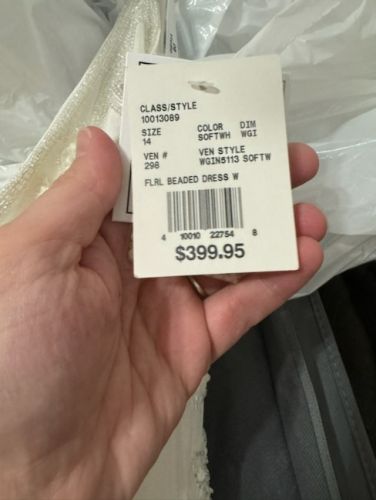 CLASS/STYLE
10013089
SIZE COLOR DIM
14 SOFTWH WGI
VEN # VEN STYLE
298 WGIN5113 SOFTW
FLRL BEADED DRESS W
4 10010 22754 8
$399.95